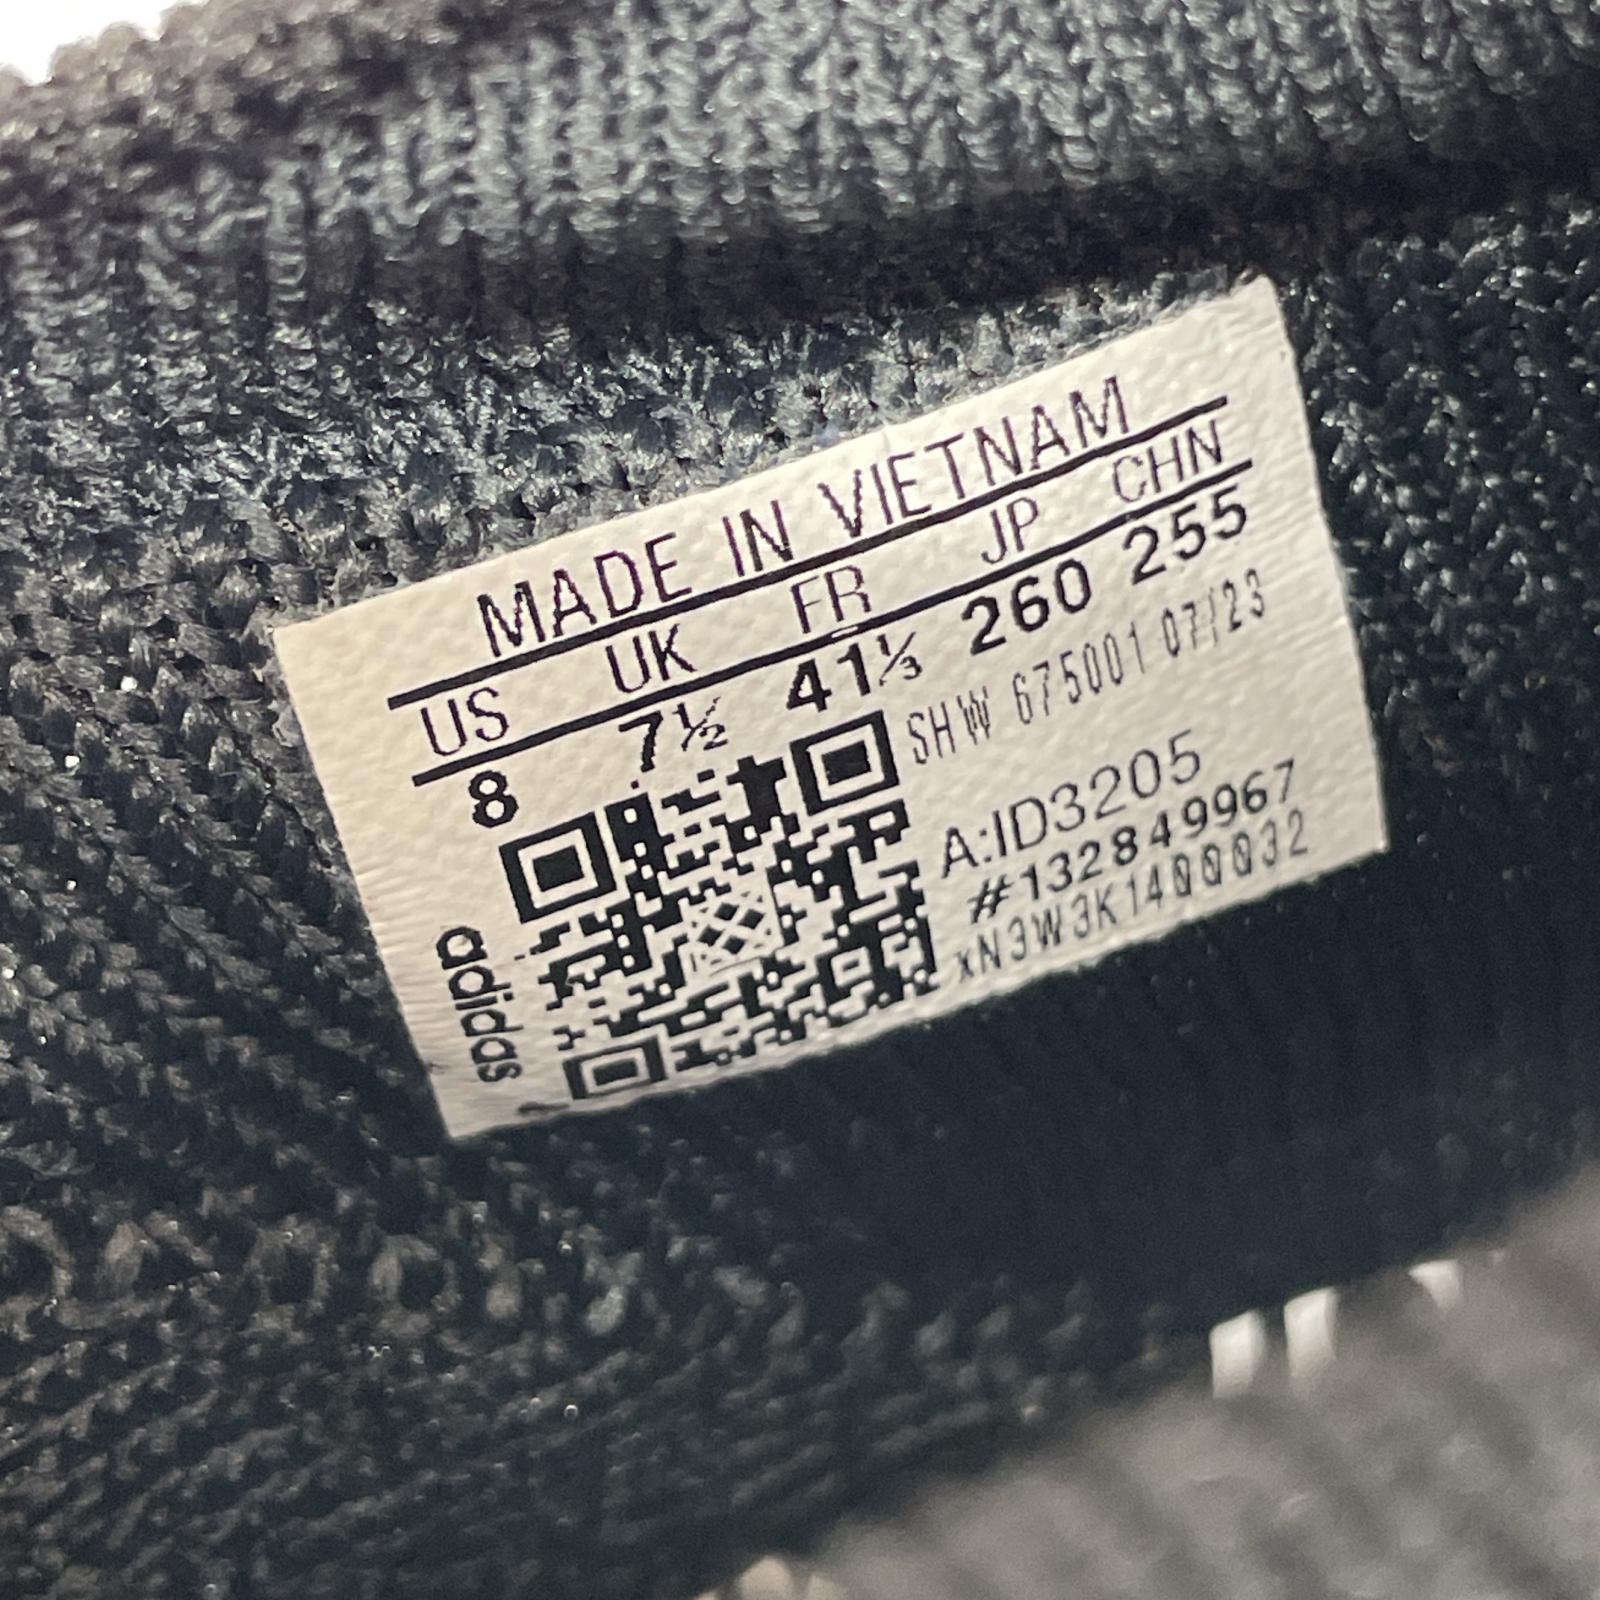 MADE IN VIETNAM
US UK FR JP CHN
8 7½ 41⅓ 260 255
SHW 675001 07/23
A:ID3205
#132849967
xN3W3K1400032
adidas